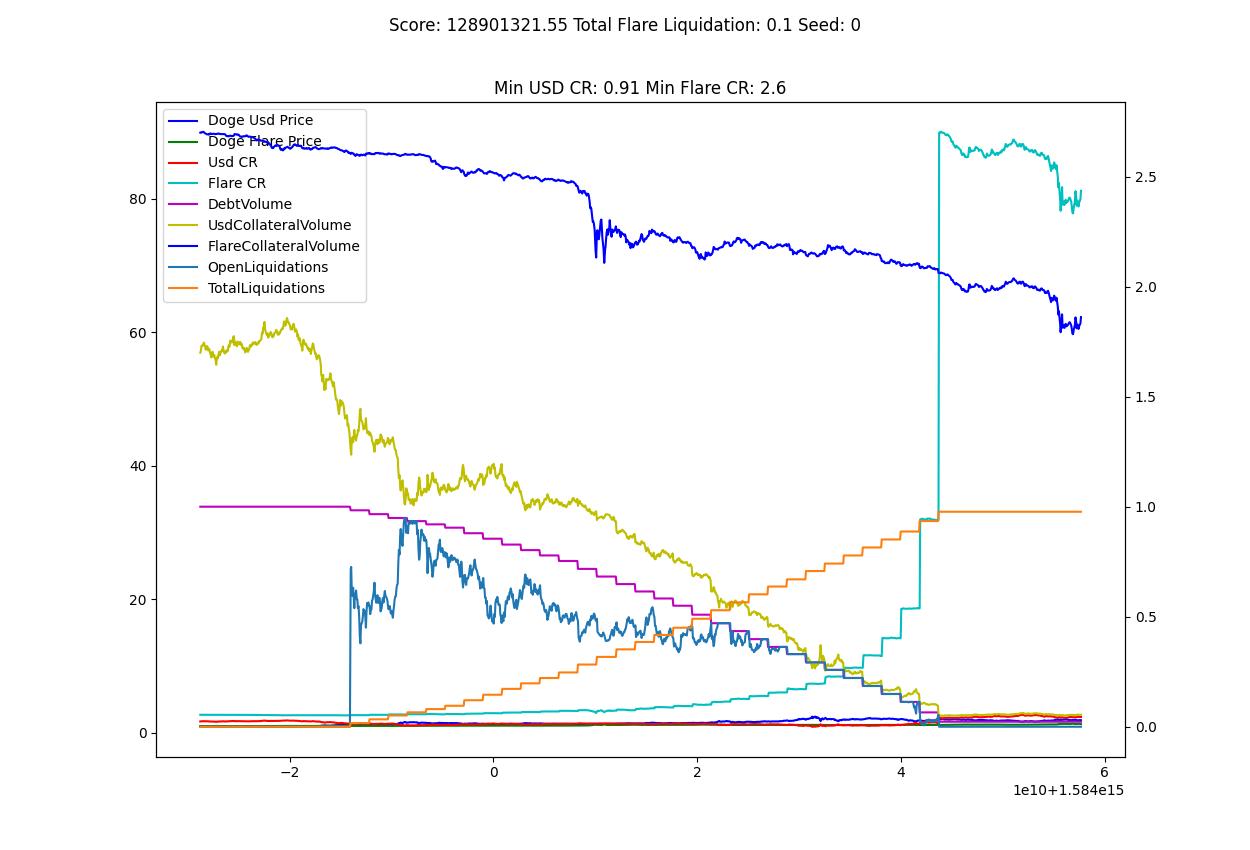 Score: 128901321.55 Total Flare Liquidation: 0.1 Seed: 0
Min USD CR: 0.91 Min Flare CR: 2.6
Doge Usd Price
Doge Flare Price
Usd CR
Flare CR
DebtVolume
UsdCollateralVolume
FlareCollateralVolume
OpenLiquidations
TotalLiquidations
80
60
40
20
0
2.5
2.0
1.5
1.0
0.5
0.0
−2
0
2
4
6
1e10+1.584e15